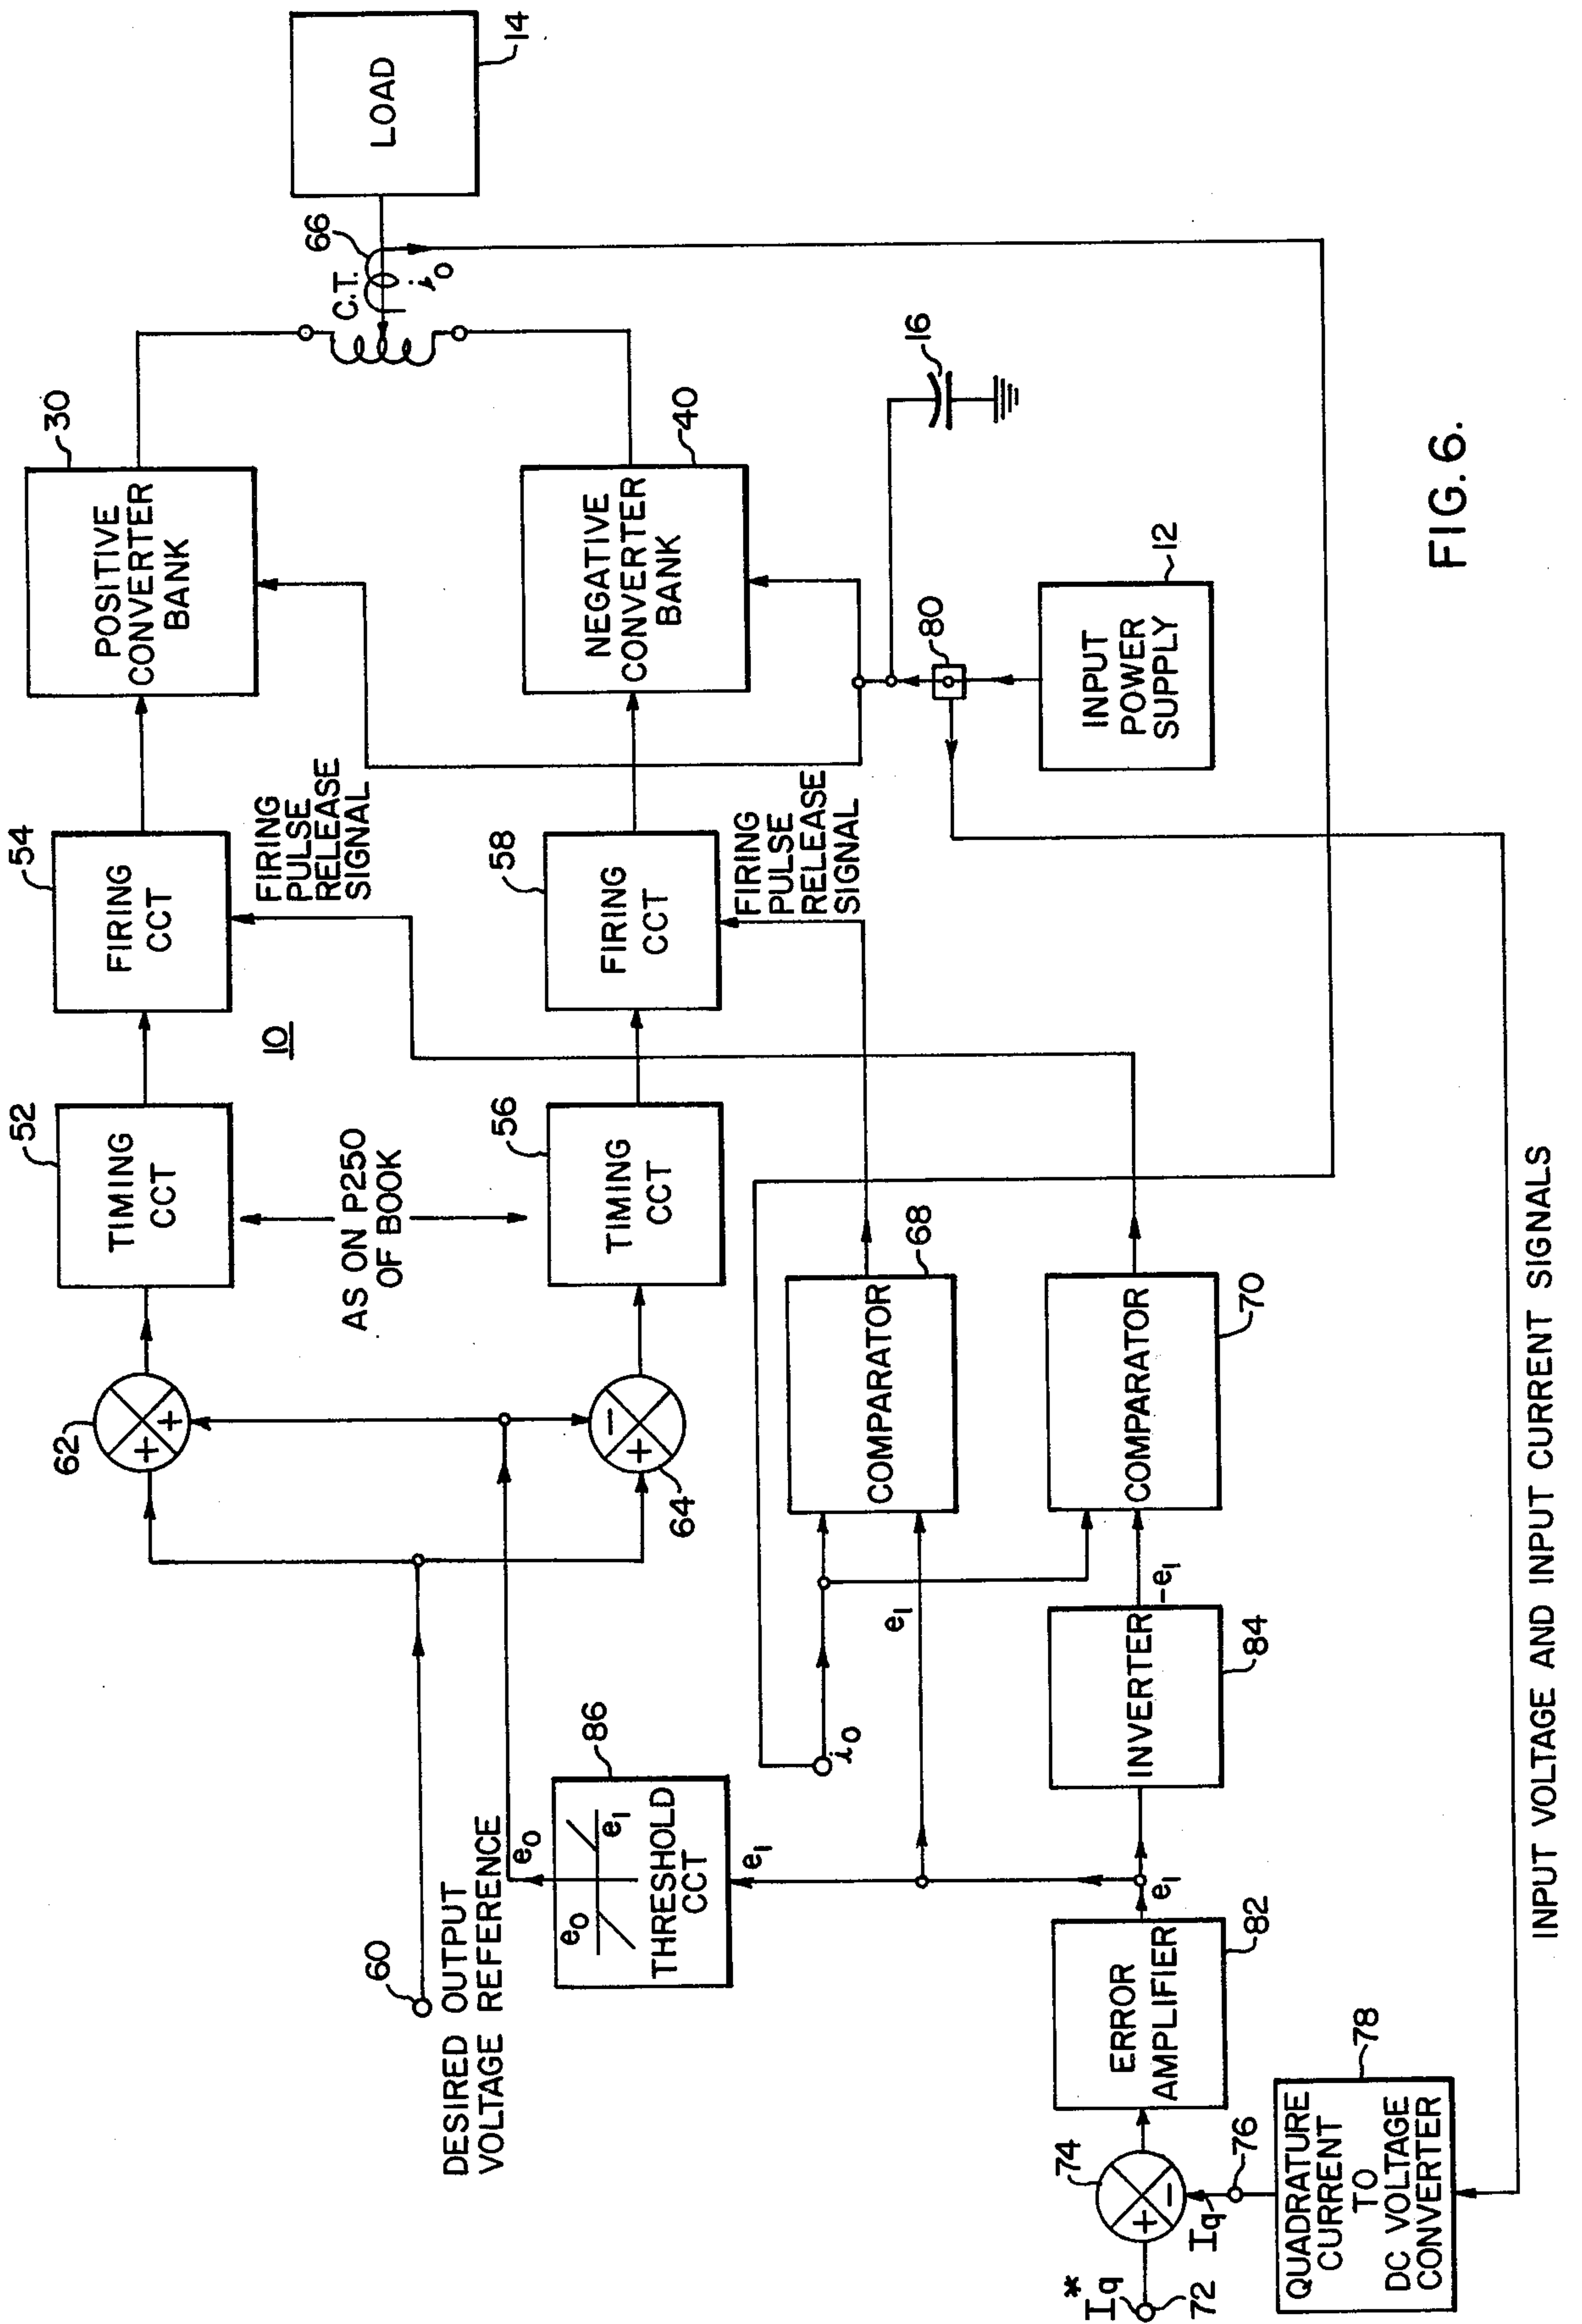 30
POSITIVE
CONVERTER
BANK
54
FIRING
CCT
52
TIMING
CCT
62
+
+
FIRING
PULSE
RELEASE
SIGNAL
10
AS ON P250
OF BOOK
LOAD
14
66
C.T.
i₀
40
NEGATIVE
CONVERTER
BANK
58
FIRING
CCT
56
TIMING
CCT
−
+
64
FIRING
PULSE
RELEASE
SIGNAL
60
DESIRED OUTPUT
VOLTAGE REFERENCE
e₀
86
e₀
e₁
THRESHOLD
CCT
e₁
i₀
e₁
COMPARATOR
68
COMPARATOR
70
−e₁
INVERTER
84
e₁
ERROR
AMPLIFIER
82
74
+
−
I*q
72
Iq
76
78
QUADRATURE
CURRENT
TO
DC VOLTAGE
CONVERTER
16
80
INPUT
POWER
SUPPLY
12
INPUT VOLTAGE AND INPUT CURRENT SIGNALS
FIG. 6.